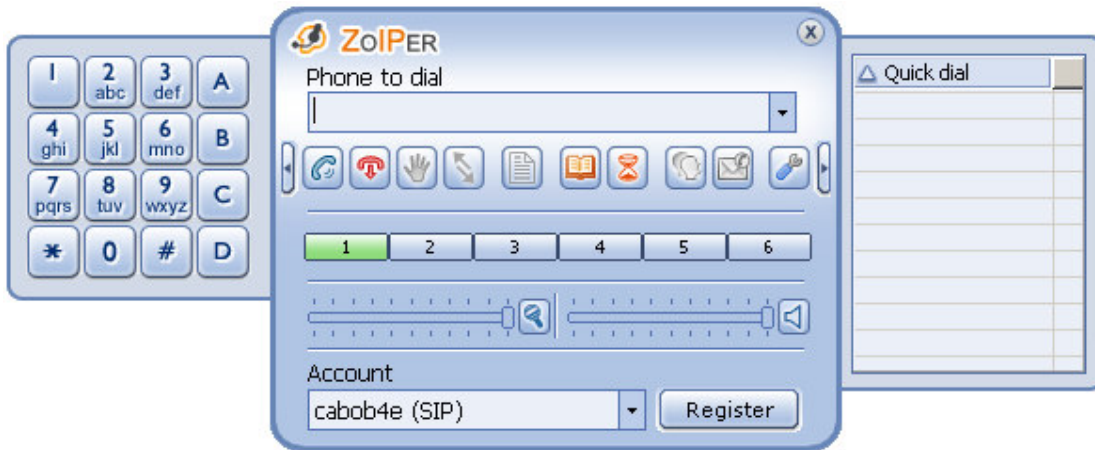 ZoIPer
Phone to dial
1 2 abc 3 def A
4 ghi 5 jkl 6 mno B
7 pqrs 8 tuv 9 wxyz C
* 0 # D
1 2 3 4 5 6
Account
cabob4e (SIP)
Register
Quick dial